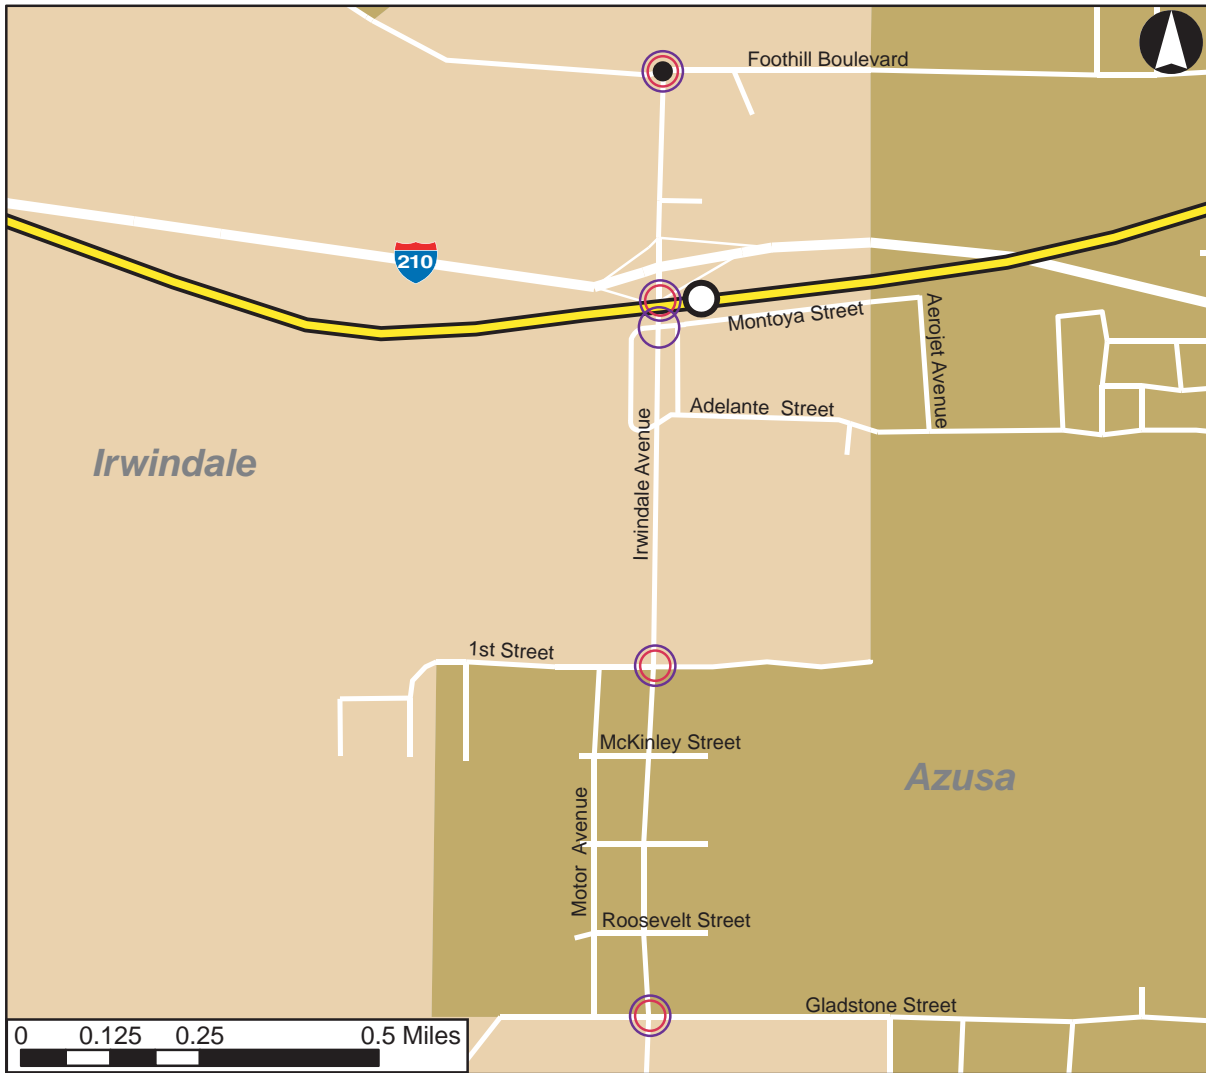 Foothill Boulevard
210
Montoya Street
Aerojet Avenue
Adelante Street
Irwindale Avenue
Irwindale
1st Street
McKinley Street
Azusa
Motor Avenue
Roosevelt Street
Gladstone Street
0 0.125 0.25 0.5 Miles